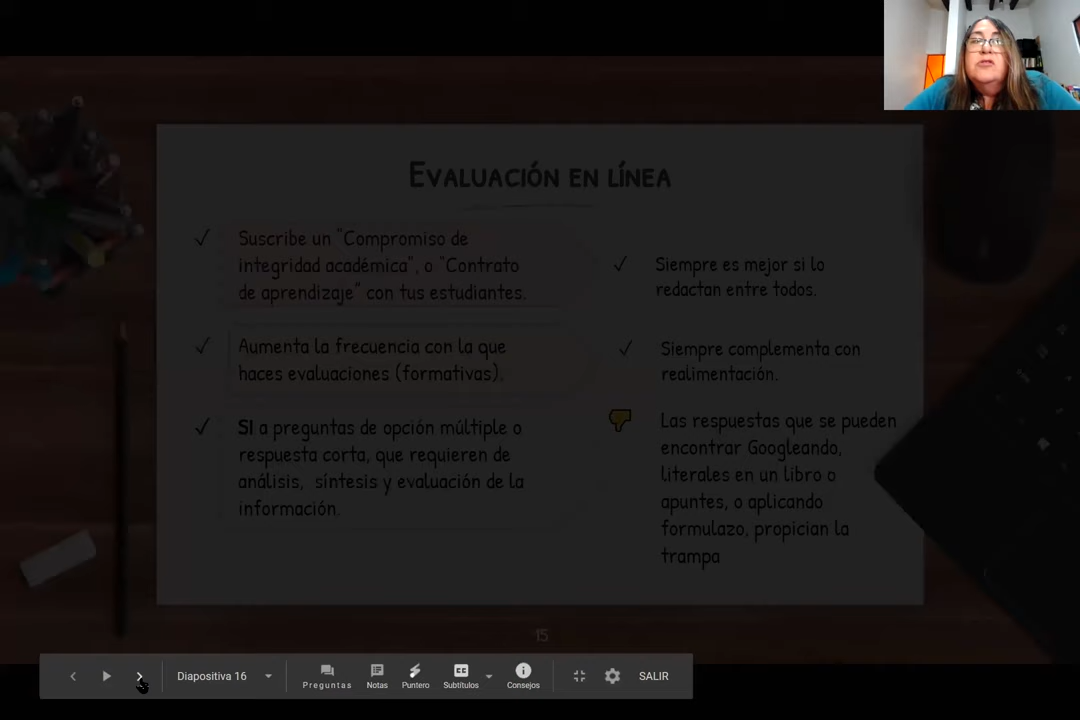 Evaluación en línea
✓ Suscribe un "Compromiso de
integridad académica", o "Contrato
de aprendizaje" con tus estudiantes.
✓ Siempre es mejor si lo
redactan entre todos.
✓ Aumenta la frecuencia con la que
haces evaluaciones (formativas).
✓ Siempre complementa con
realimentación.
✓ SI a preguntas de opción múltiple o
respuesta corta, que requieren de
análisis, síntesis y evaluación de la
información.
Las respuestas que se pueden
encontrar Googleando,
literales en un libro o
apuntes, o aplicando
formulazo, propician la
trampa
15
Diapositiva 16
Preguntas
Notas
Puntero
CC
Subtítulos
Consejos
SALIR